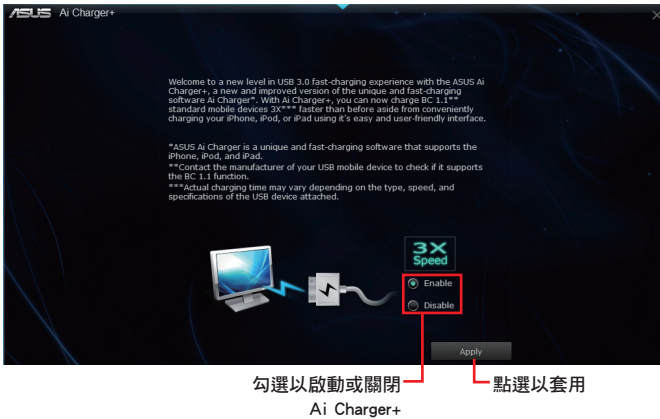 ASUS Ai Charger+
Welcome to a new level in USB 3.0 fast-charging experience with the ASUS Ai
Charger+, a new and improved version of the unique and fast-charging
software Ai Charger*. With Ai Charger+, you can now charge BC 1.1**
standard mobile devices 3X*** faster than before aside from conveniently
charging your iPhone, iPod, or iPad using it's easy and user-friendly interface.
*ASUS Ai Charger is a unique and fast-charging software that supports the
iPhone, iPod, and iPad.
**Contact the manufacturer of your USB mobile device to check if it supports
the BC 1.1 function.
***Actual charging time may vary depending on the type, speed, and
specifications of the USB device attached.
3X
Speed
Enable
Disable
Apply
勾選以啟動或關閉
Ai Charger+
點選以套用